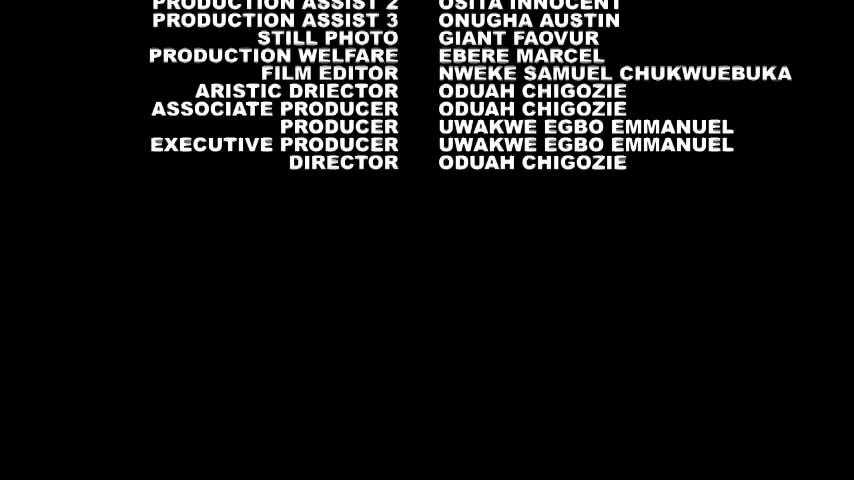 PRODUCTION ASSIST 2 OSITA INNOCENT
PRODUCTION ASSIST 3 ONUGHA AUSTIN
STILL PHOTO GIANT FAOVUR
PRODUCTION WELFARE EBERE MARCEL
FILM EDITOR NWEKE SAMUEL CHUKWUEBUKA
ARISTIC DRIECTOR ODUAH CHIGOZIE
ASSOCIATE PRODUCER ODUAH CHIGOZIE
PRODUCER UWAKWE EGBO EMMANUEL
EXECUTIVE PRODUCER UWAKWE EGBO EMMANUEL
DIRECTOR ODUAH CHIGOZIE